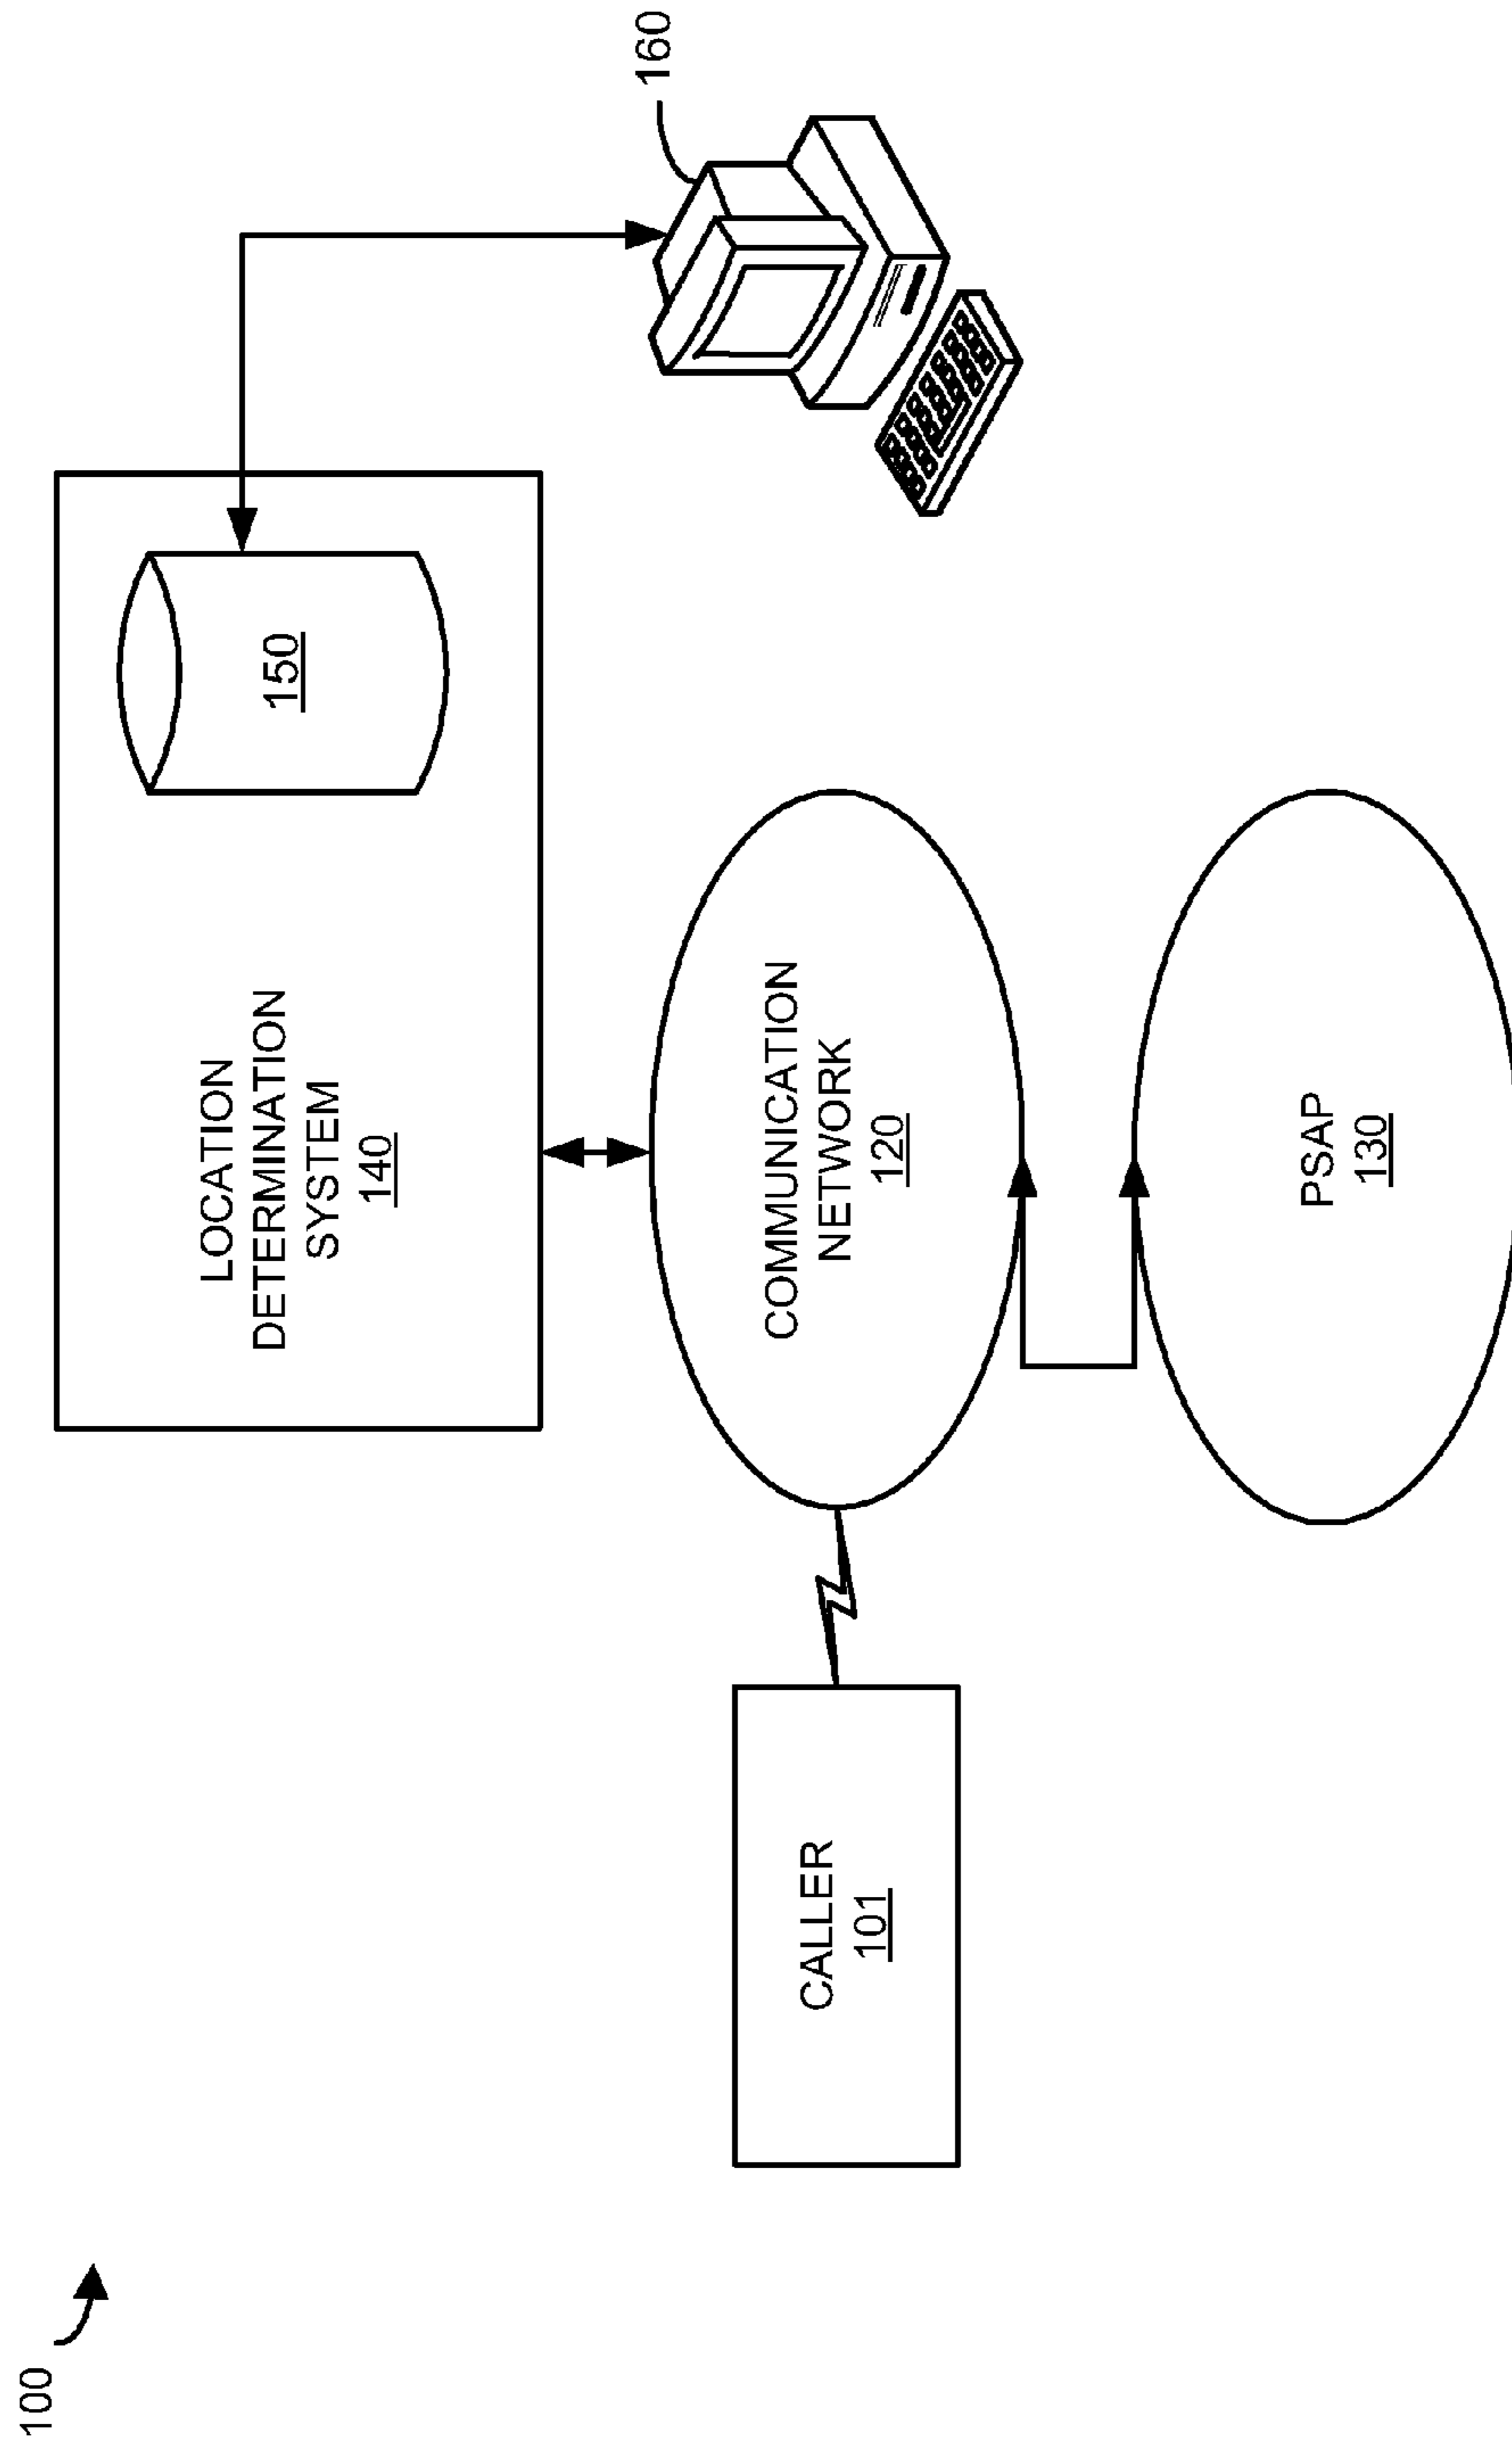 100
LOCATION
DETERMINATION
SYSTEM
140
150
160
CALLER
101
COMMUNICATION
NETWORK
120
PSAP
130